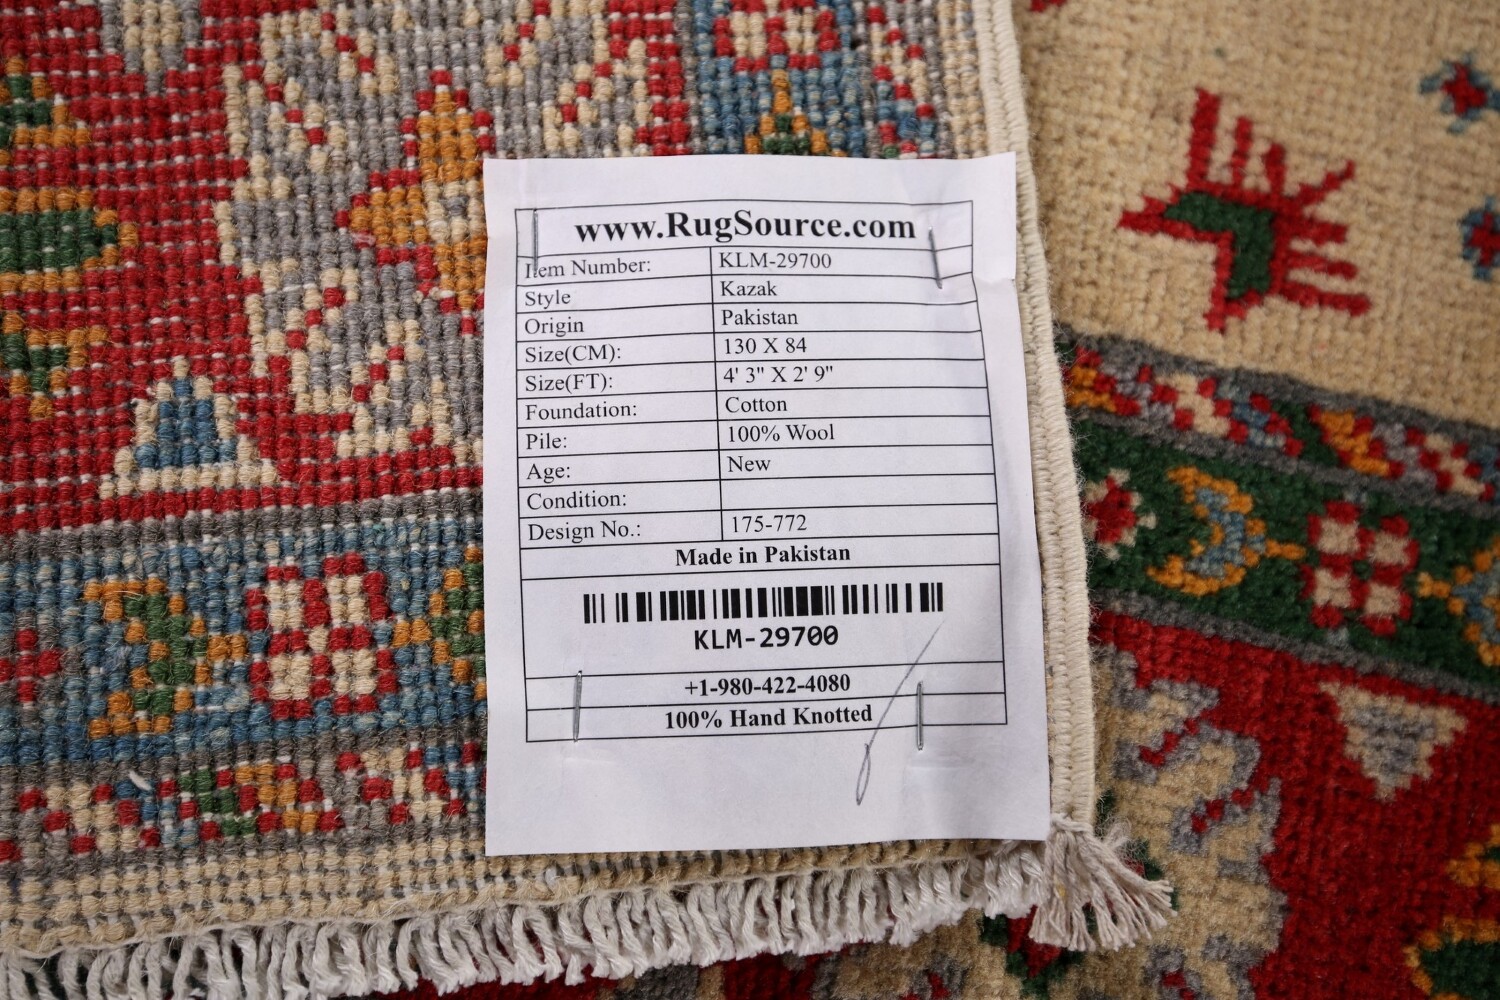 www.RugSource.com
Item Number: KLM-29700
Style Kazak
Origin Pakistan
Size(CM): 130 X 84
Size(FT): 4' 3" X 2' 9"
Foundation: Cotton
Pile: 100% Wool
Age: New
Condition:
Design No.: 175-772
Made in Pakistan
KLM-29700
+1-980-422-4080
100% Hand Knotted